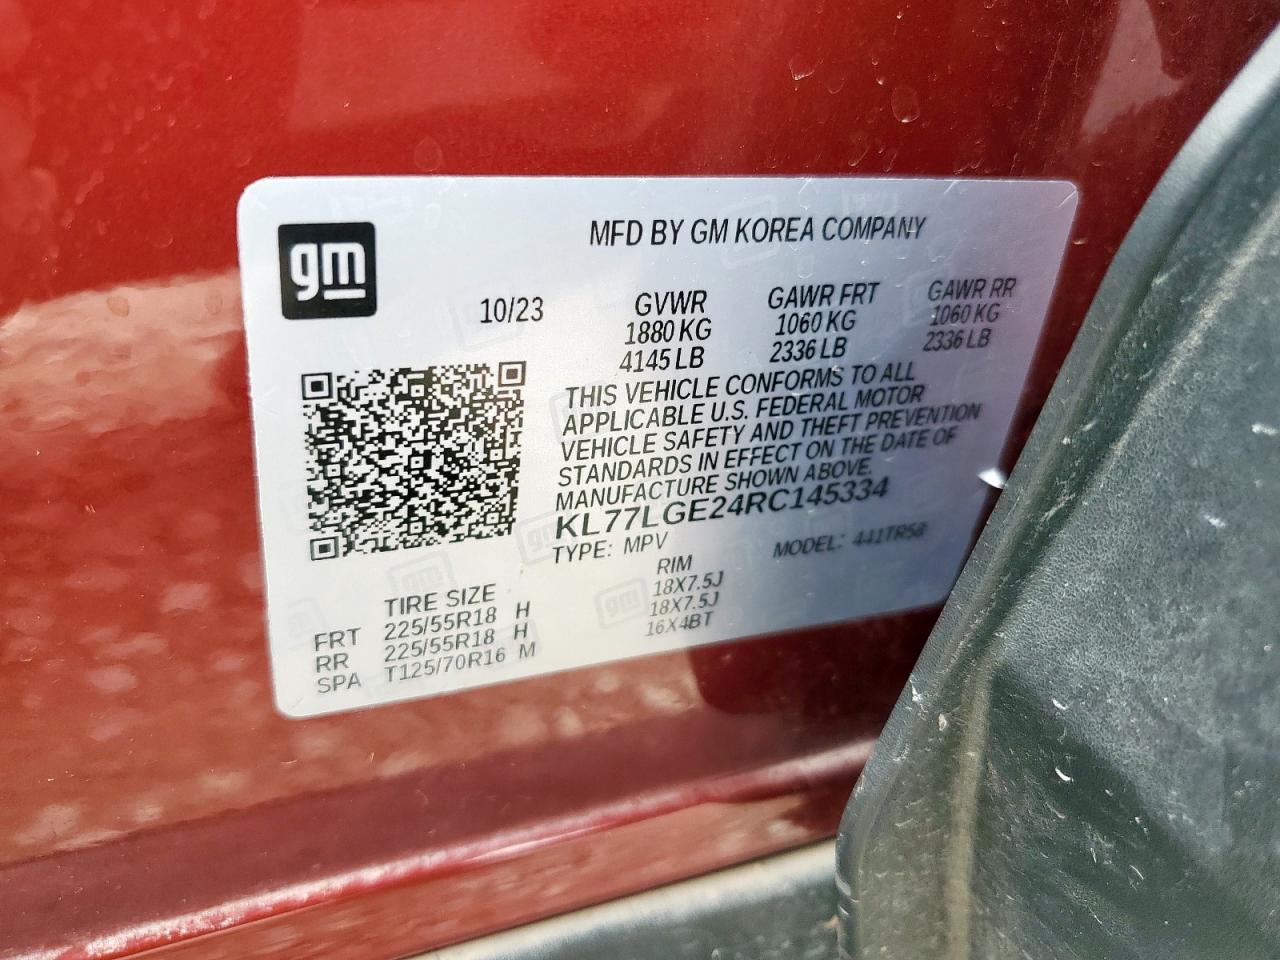 gm
MFD BY GM KOREA COMPANY
10/23 GVWR GAWR FRT GAWR RR
1880 KG 1060 KG 1060 KG
4145 LB 2336 LB 2336 LB
THIS VEHICLE CONFORMS TO ALL
APPLICABLE U.S. FEDERAL MOTOR
VEHICLE SAFETY AND THEFT PREVENTION
STANDARDS IN EFFECT ON THE DATE OF
MANUFACTURE SHOWN ABOVE.
KL77LGE24RC145334
TYPE: MPV MODEL: 441TR58
TIRE SIZE RIM
FRT 225/55R18 H 18X7.5J
RR 225/55R18 H 18X7.5J
SPA T125/70R16 M 16X4BT